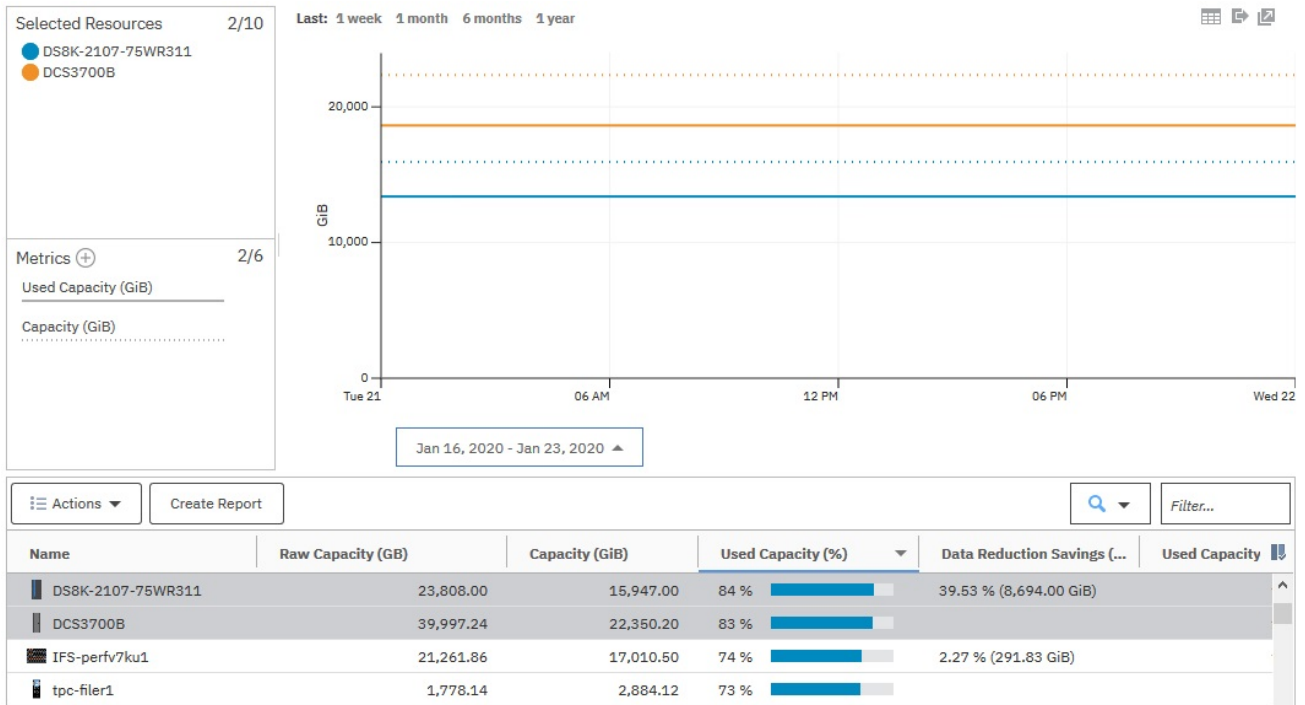 Selected Resources 2/10
DS8K-2107-75WR311
DCS3700B
Metrics 2/6
Used Capacity (GiB)
Capacity (GiB)
Last: 1 week 1 month 6 months 1 year
20,000
GiB
10,000
0
Tue 21 06 AM 12 PM 06 PM Wed 22
Jan 16, 2020 - Jan 23, 2020
Actions Create Report Filter...
Name Raw Capacity (GB) Capacity (GiB) Used Capacity (%) Data Reduction Savings (... Used Capacity
DS8K-2107-75WR311 23,808.00 15,947.00 84 % 39.53 % (8,694.00 GiB)
DCS3700B 39,997.24 22,350.20 83 %
IFS-perfv7ku1 21,261.86 17,010.50 74 % 2.27 % (291.83 GiB)
tpc-filer1 1,778.14 2,884.12 73 %